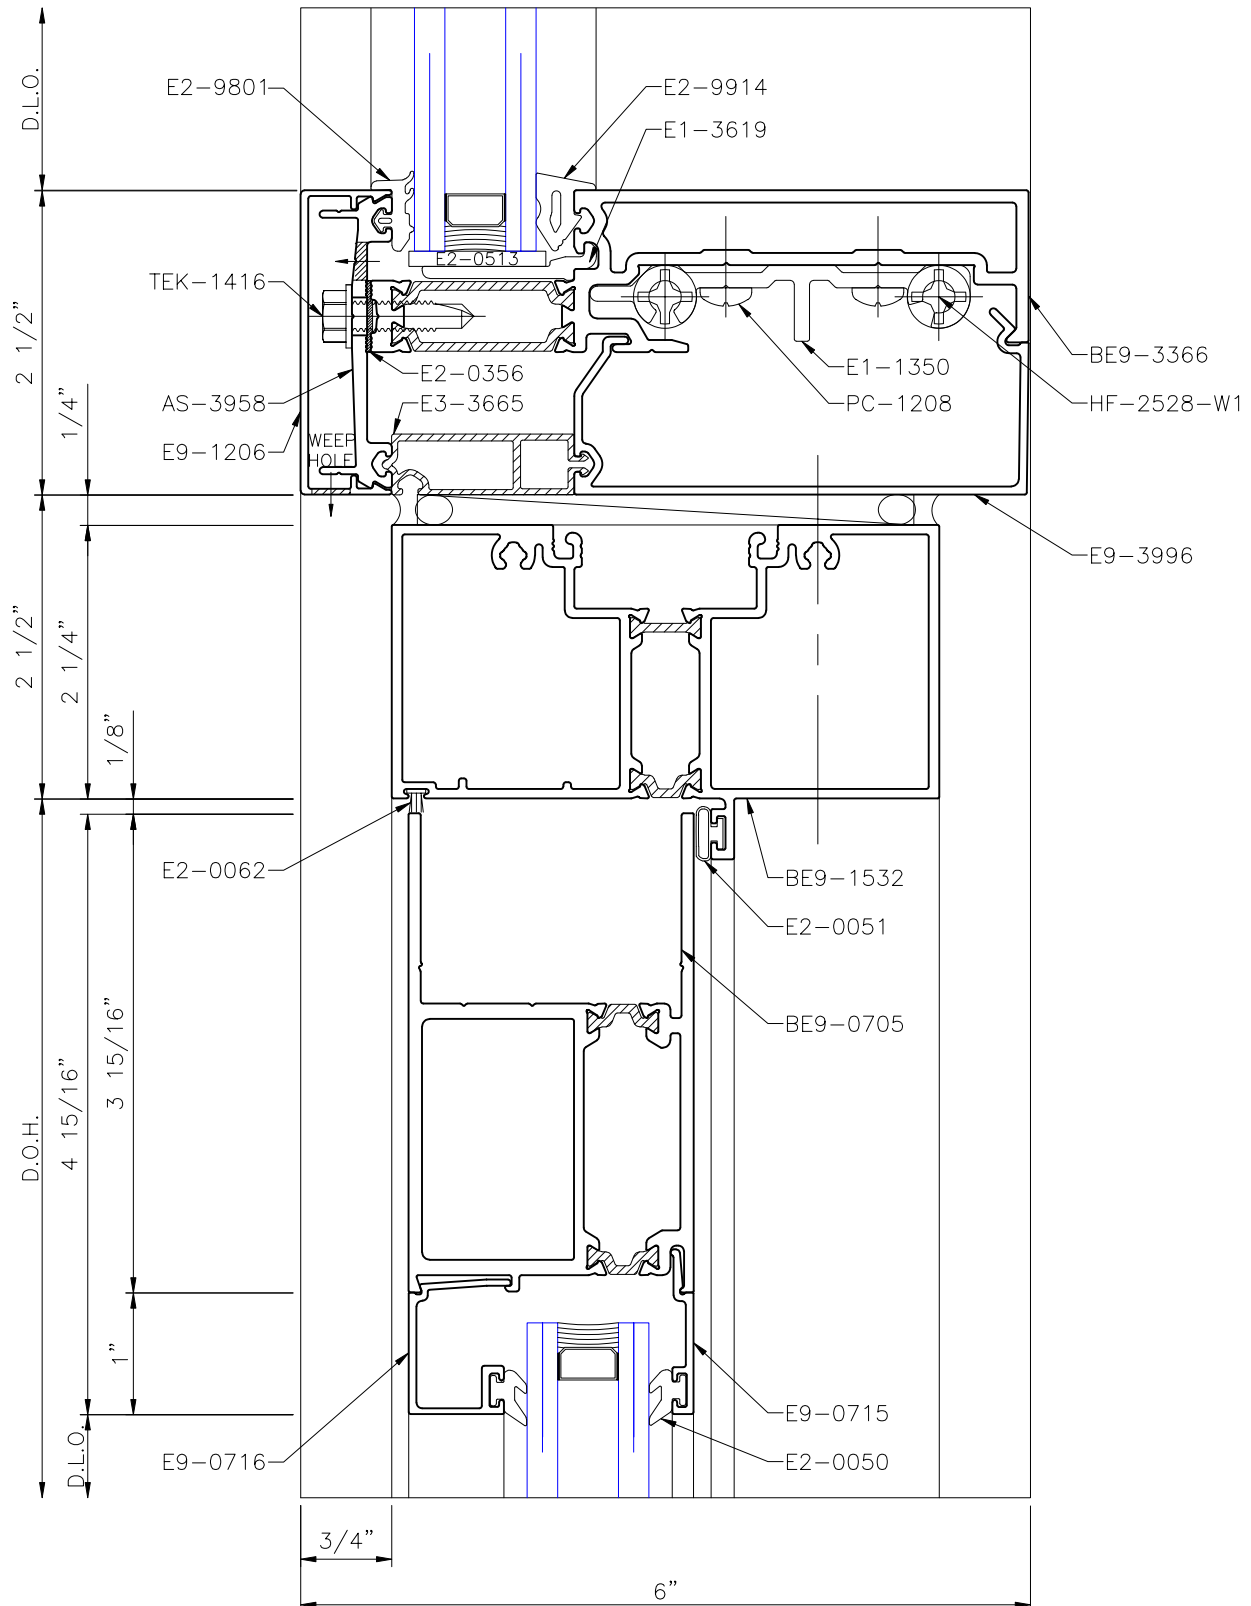 D.L.O.
E2-9801
E2-9914
E1-3619
E2-0513
TEK-1416
2 1/2"
BE9-3366
E2-0356
E1-1350
AS-3958
E3-3665
PC-1208
HF-2528-W1
1/4"
E9-1206
WEEP
HOLE
E9-3996
2 1/2"
2 1/4"
1/8"
E2-0062
BE9-1532
E2-0051
BE9-0705
3 15/16"
4 15/16"
D.O.H.
1"
E9-0715
D.L.O.
E9-0716
E2-0050
3/4"
6"